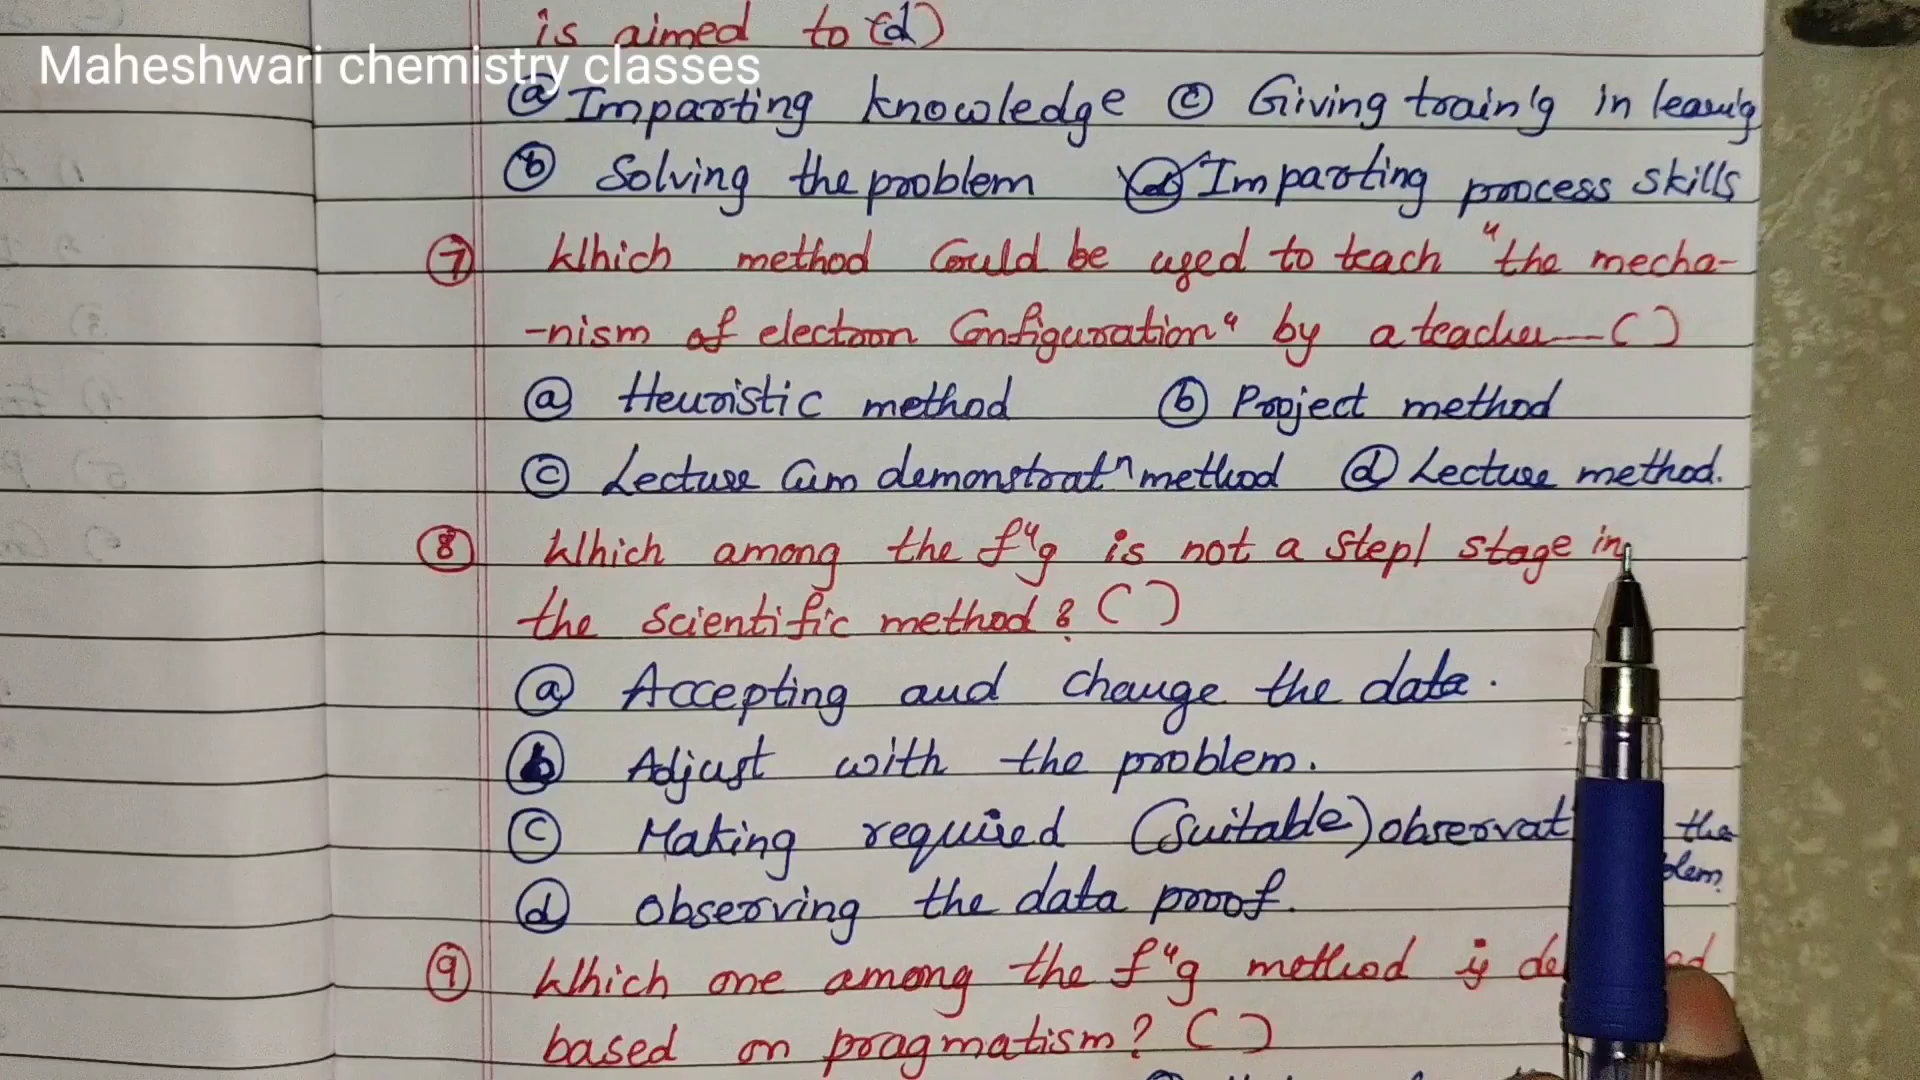 is aimed to (d)
Maheshwari chemistry classes
ⓐ Imparting knowledge ⓒ Giving train'g in learn'g
ⓑ Solving the problem ⓓ Imparting process skills
⑦ Which method Could be used to teach "the mecha-
-nism of electron Configuration" by a teacher—( )
ⓐ Heuristic method ⓑ Project method
ⓒ Lecture Cum demonstratⁿ method ⓓ Lecture method.
⑧ Which among the f"g is not a step/ stage in
the scientific method? ( )
ⓐ Accepting and change the data.
ⓑ Adjust with the problem.
ⓒ Making required (suitable) observat the
ⓓ Observing the data proof.
⑨ Which one among the f"g method is
based on pragmatism? ( )